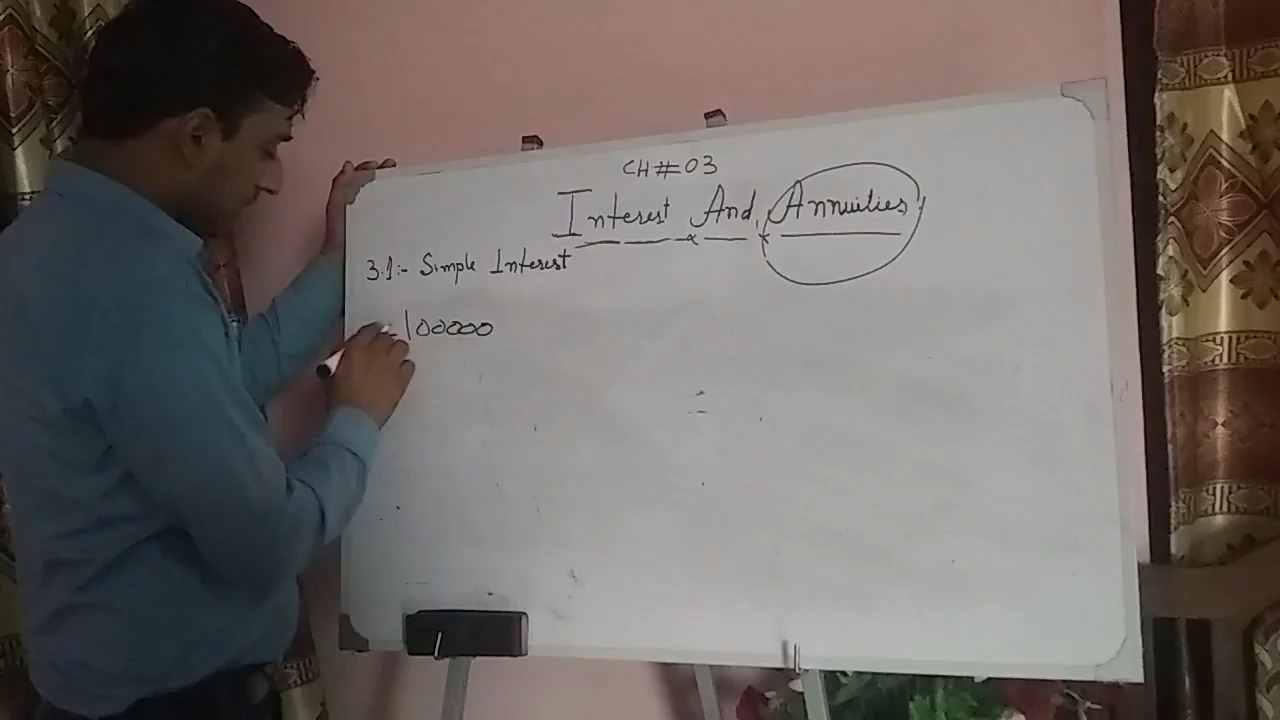 CH#03
Interest And Annuities
3.1:- Simple Interest
=100000